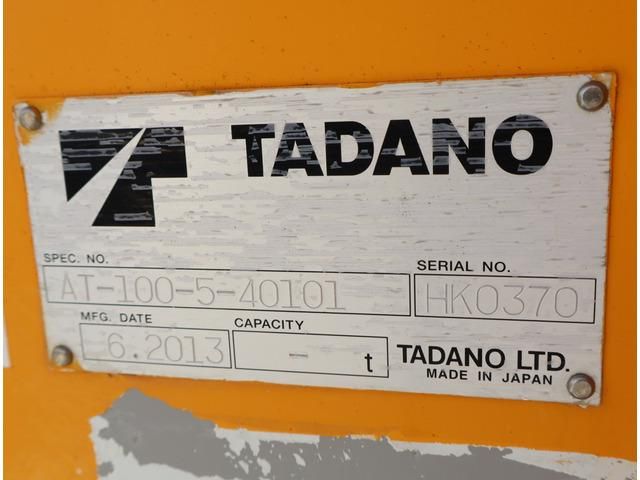 TADANO
SPEC. NO.
AT-100-5-40101
SERIAL NO.
HK0370
MFG. DATE
6.2013
CAPACITY
- t
TADANO LTD.
MADE IN JAPAN